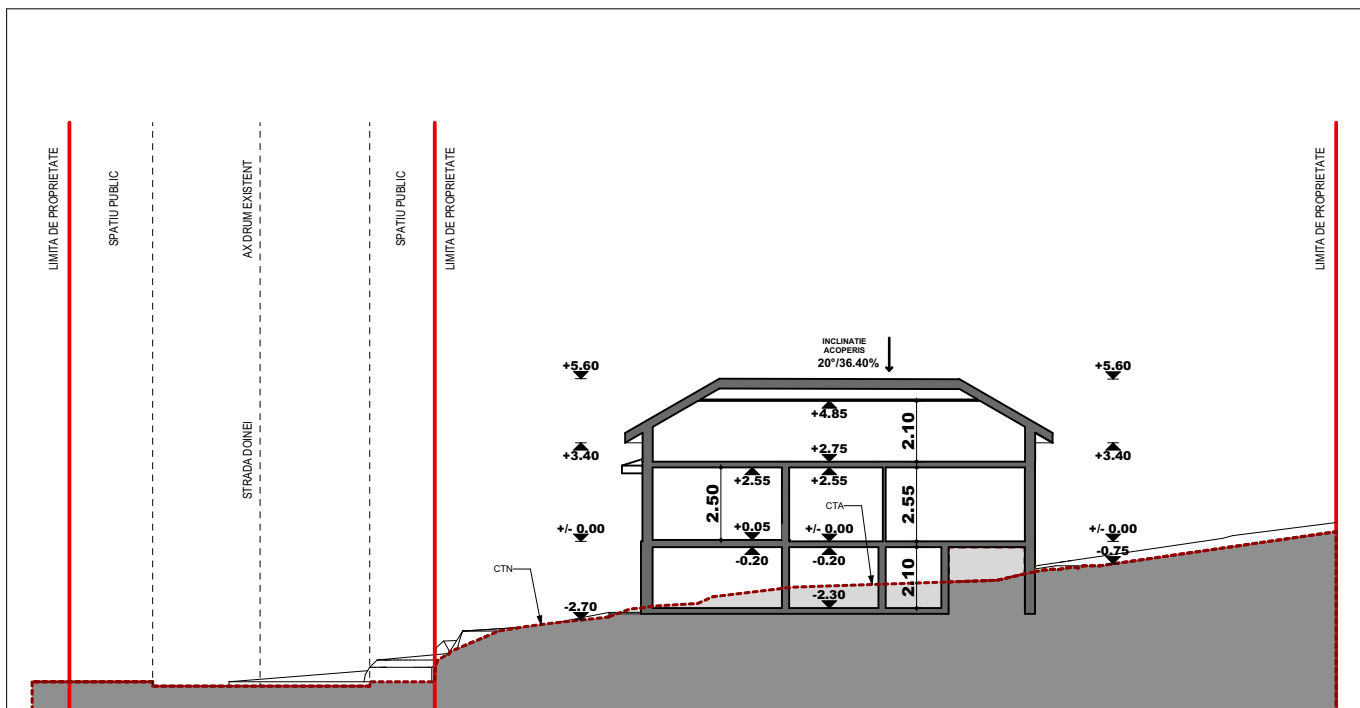 LIMITA DE PROPRIETATE
SPATIU PUBLIC
AX DRUM EXISTENT
STRADA DOINEI
SPATIU PUBLIC
LIMITA DE PROPRIETATE
LIMITA DE PROPRIETATE
INCLINATIE
ACOPERIS
20°/36.40%
+5.60
+5.60
+4.85
2.10
+3.40
+2.75
+3.40
+2.55
+2.55
2.50
2.55
CTA
+/- 0.00
+0.05
+/- 0.00
+/- 0.00
-0.20
-0.20
-0.75
CTN
2.10
-2.30
-2.70